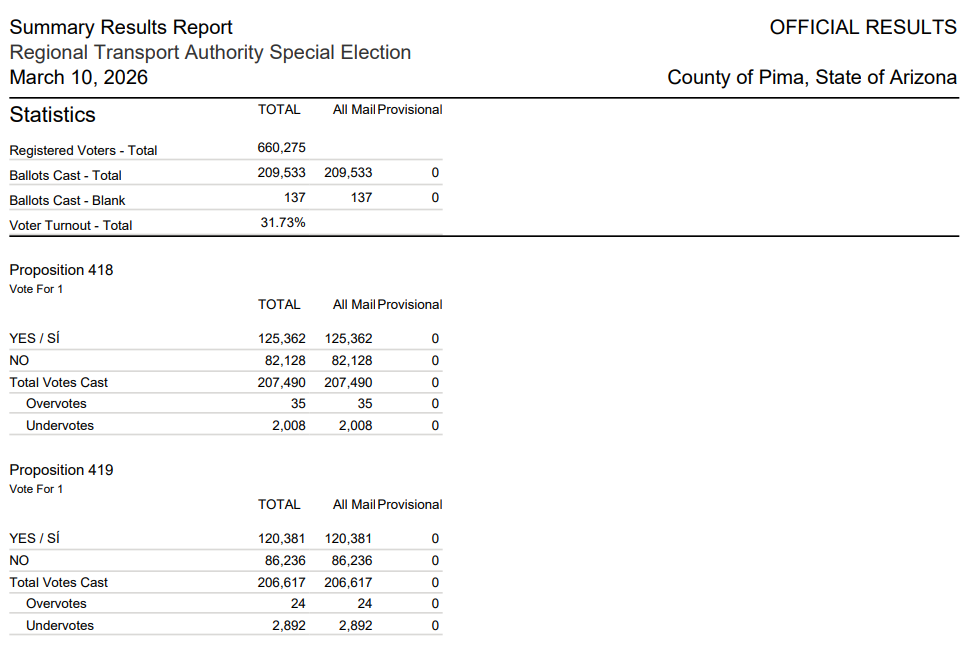 Summary Results Report OFFICIAL RESULTS
Regional Transport Authority Special Election
March 10, 2026 County of Pima, State of Arizona
Statistics TOTAL All Mail Provisional
Registered Voters - Total 660,275
Ballots Cast - Total 209,533 209,533 0
Ballots Cast - Blank 137 137 0
Voter Turnout - Total 31.73%
Proposition 418
Vote For 1
TOTAL All Mail Provisional
YES / SÍ 125,362 125,362 0
NO 82,128 82,128 0
Total Votes Cast 207,490 207,490 0
Overvotes 35 35 0
Undervotes 2,008 2,008 0
Proposition 419
Vote For 1
TOTAL All Mail Provisional
YES / SÍ 120,381 120,381 0
NO 86,236 86,236 0
Total Votes Cast 206,617 206,617 0
Overvotes 24 24 0
Undervotes 2,892 2,892 0